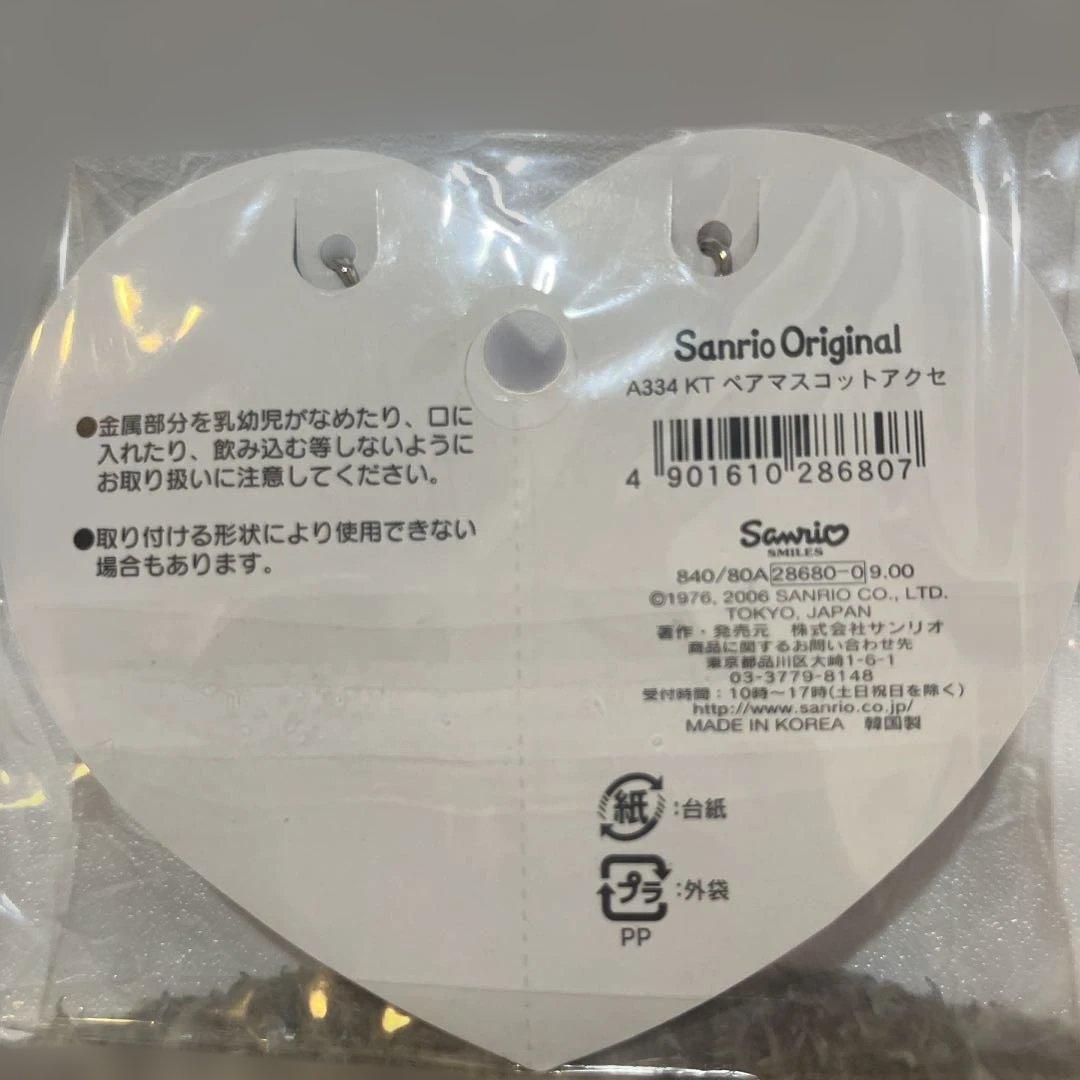 ●金属部分を乳幼児がなめたり、口に
入れたり、飲み込む等しないように
お取り扱いに注意してください。
●取り付ける形状により使用できない
場合もあります。
Sanrio Original
A334 KT ペアマスコットアクセ
4 901610 286807
Sanrio
SMILES
840/80A 28680-0 9.00
©1976, 2006 SANRIO CO., LTD.
TOKYO, JAPAN
著作・発売元 株式会社サンリオ
商品に関するお問い合わせ先
東京都品川区大崎1-6-1
03-3779-8148
受付時間:10時〜17時(土日祝日を除く)
http://www.sanrio.co.jp/
MADE IN KOREA 韓国製
紙:台紙
プラ:外袋
PP